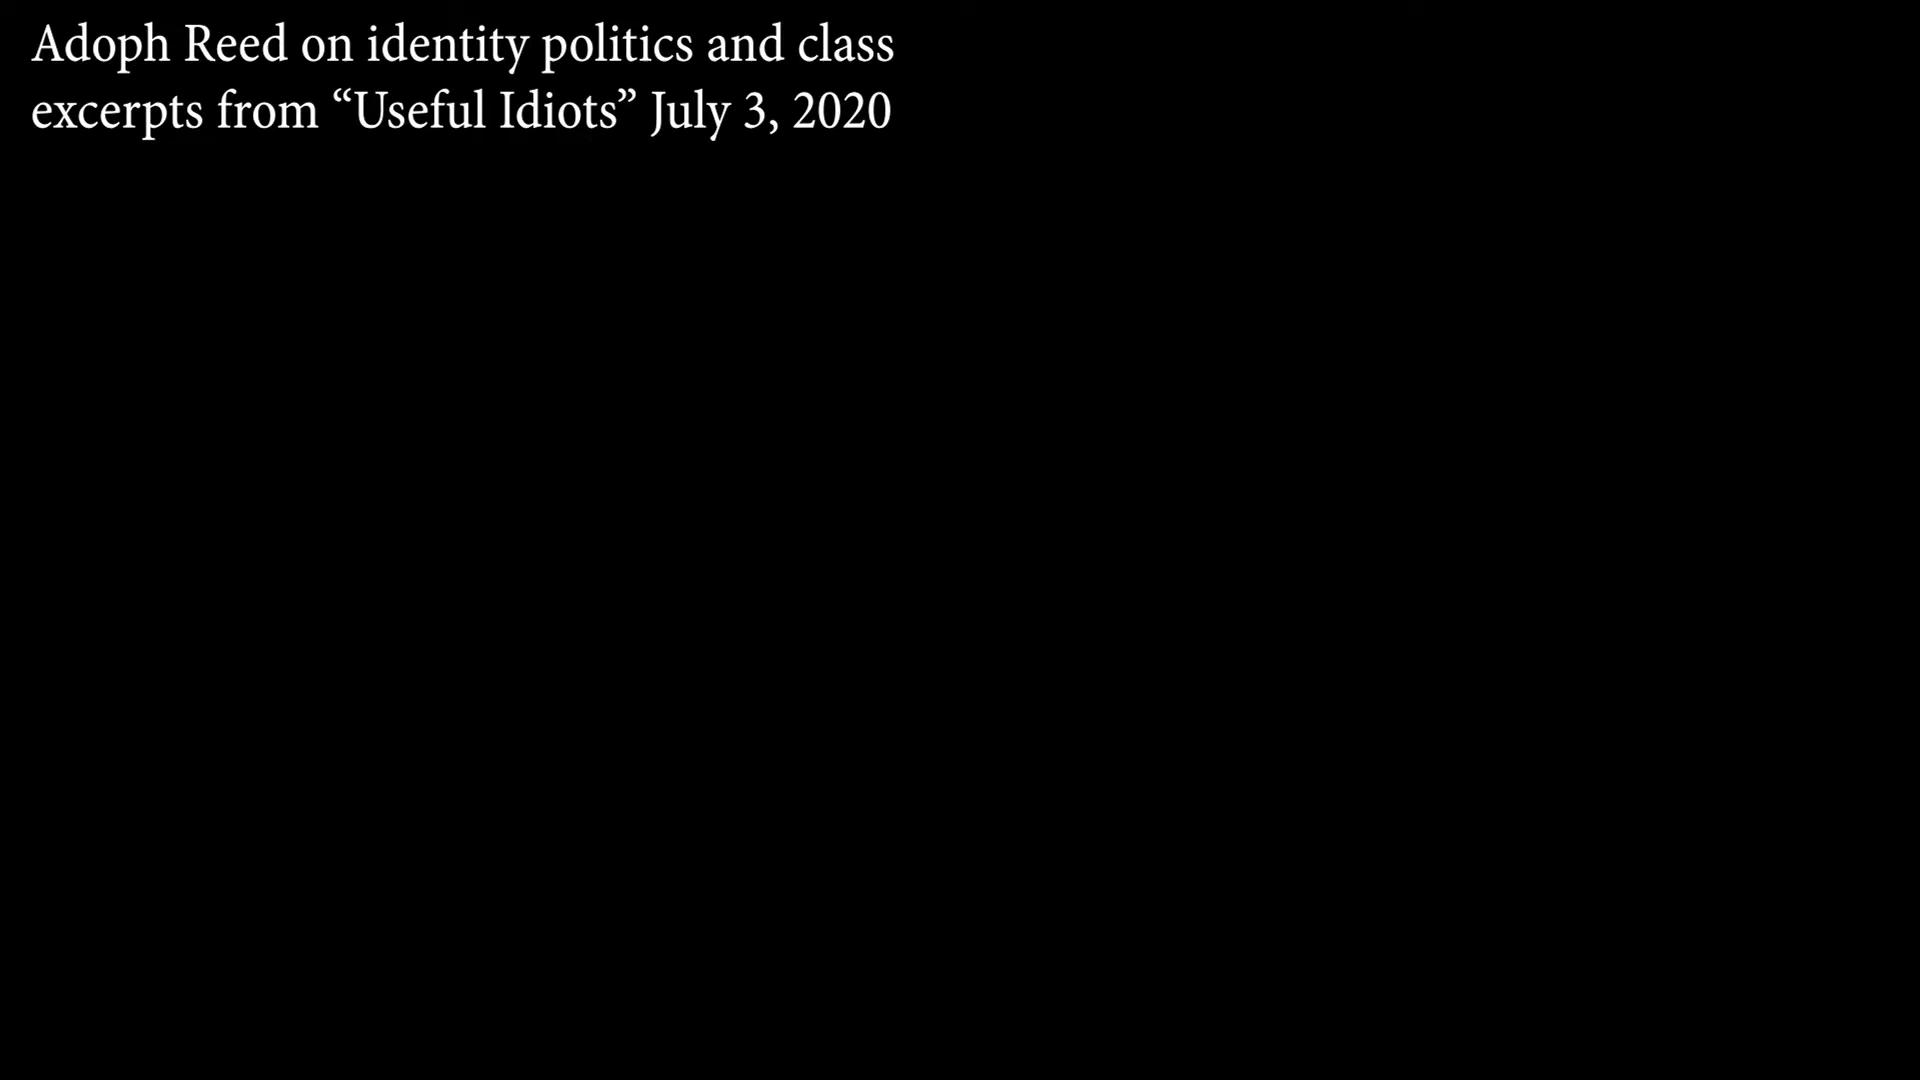 Adoph Reed on identity politics and class
excerpts from “Useful Idiots” July 3, 2020